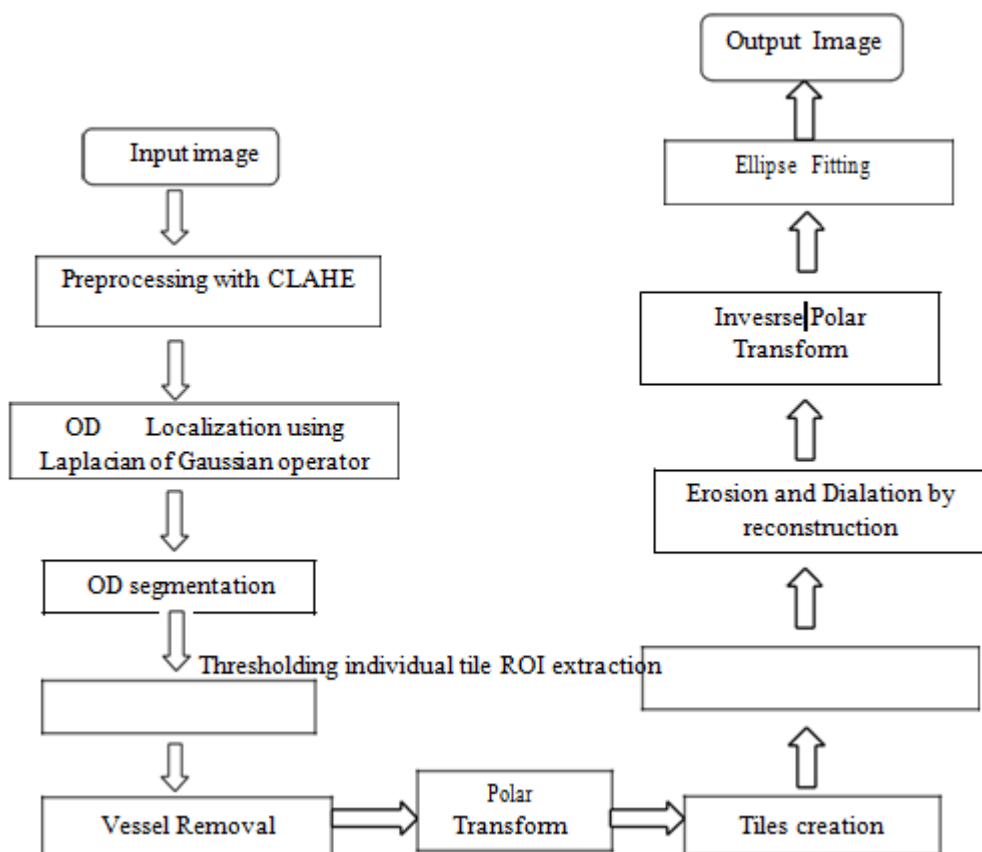 Input image
Preprocessing with CLAHE
OD Localization using
Laplacian of Gaussian operator
OD segmentation
Thresholding individual tile ROI extraction
Vessel Removal
Polar
Transform
Tiles creation
Erosion and Dialation by
reconstruction
Invesrse Polar
Transform
Ellipse Fitting
Output Image